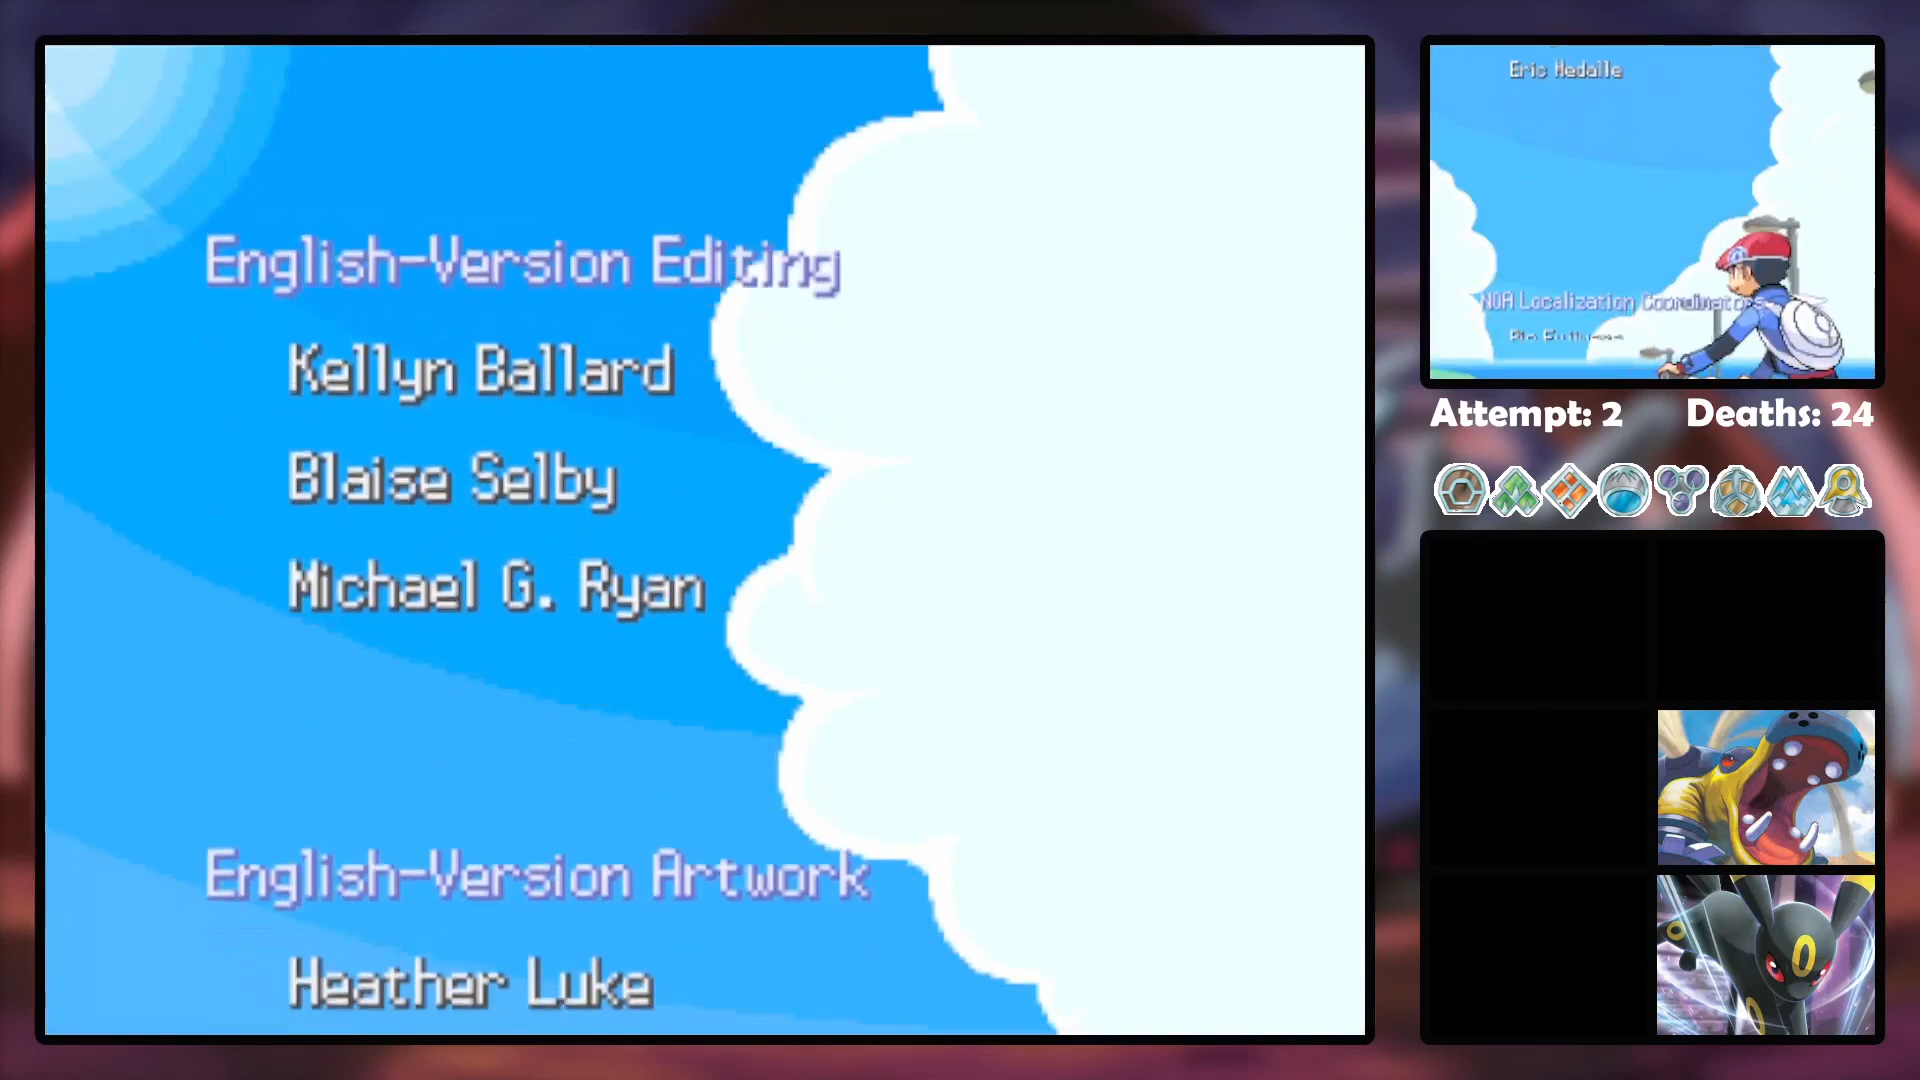 English-Version Editing
Kellyn Ballard
Blaise Selby
Michael G. Ryan
English-Version Artwork
Heather Luke
Eric Medalle
NOA Localization Coordinators
Attempt: 2
Deaths: 24